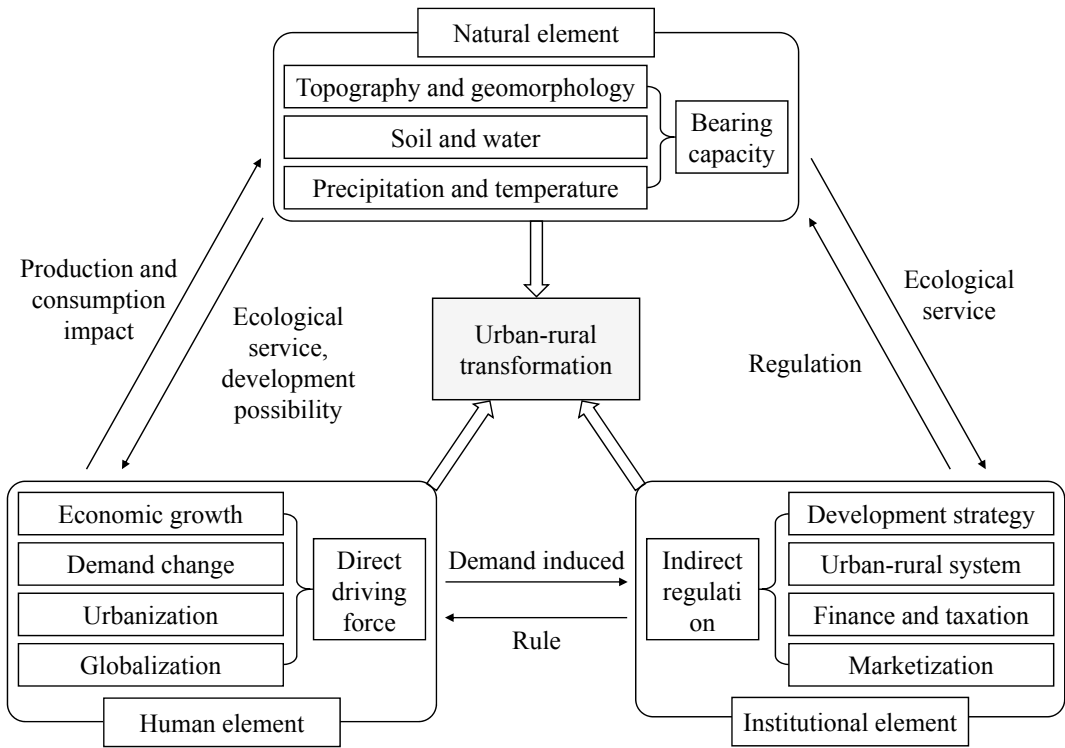 Natural element
Topography and geomorphology
Soil and water
Precipitation and temperature
Bearing
capacity
Production and
consumption
impact
Ecological
service,
development
possibility
Urban-rural
transformation
Ecological
service
Regulation
Economic growth
Demand change
Urbanization
Globalization
Direct
driving
force
Human element
Demand induced
Rule
Indirect
regulati
on
Development strategy
Urban-rural system
Finance and taxation
Marketization
Institutional element